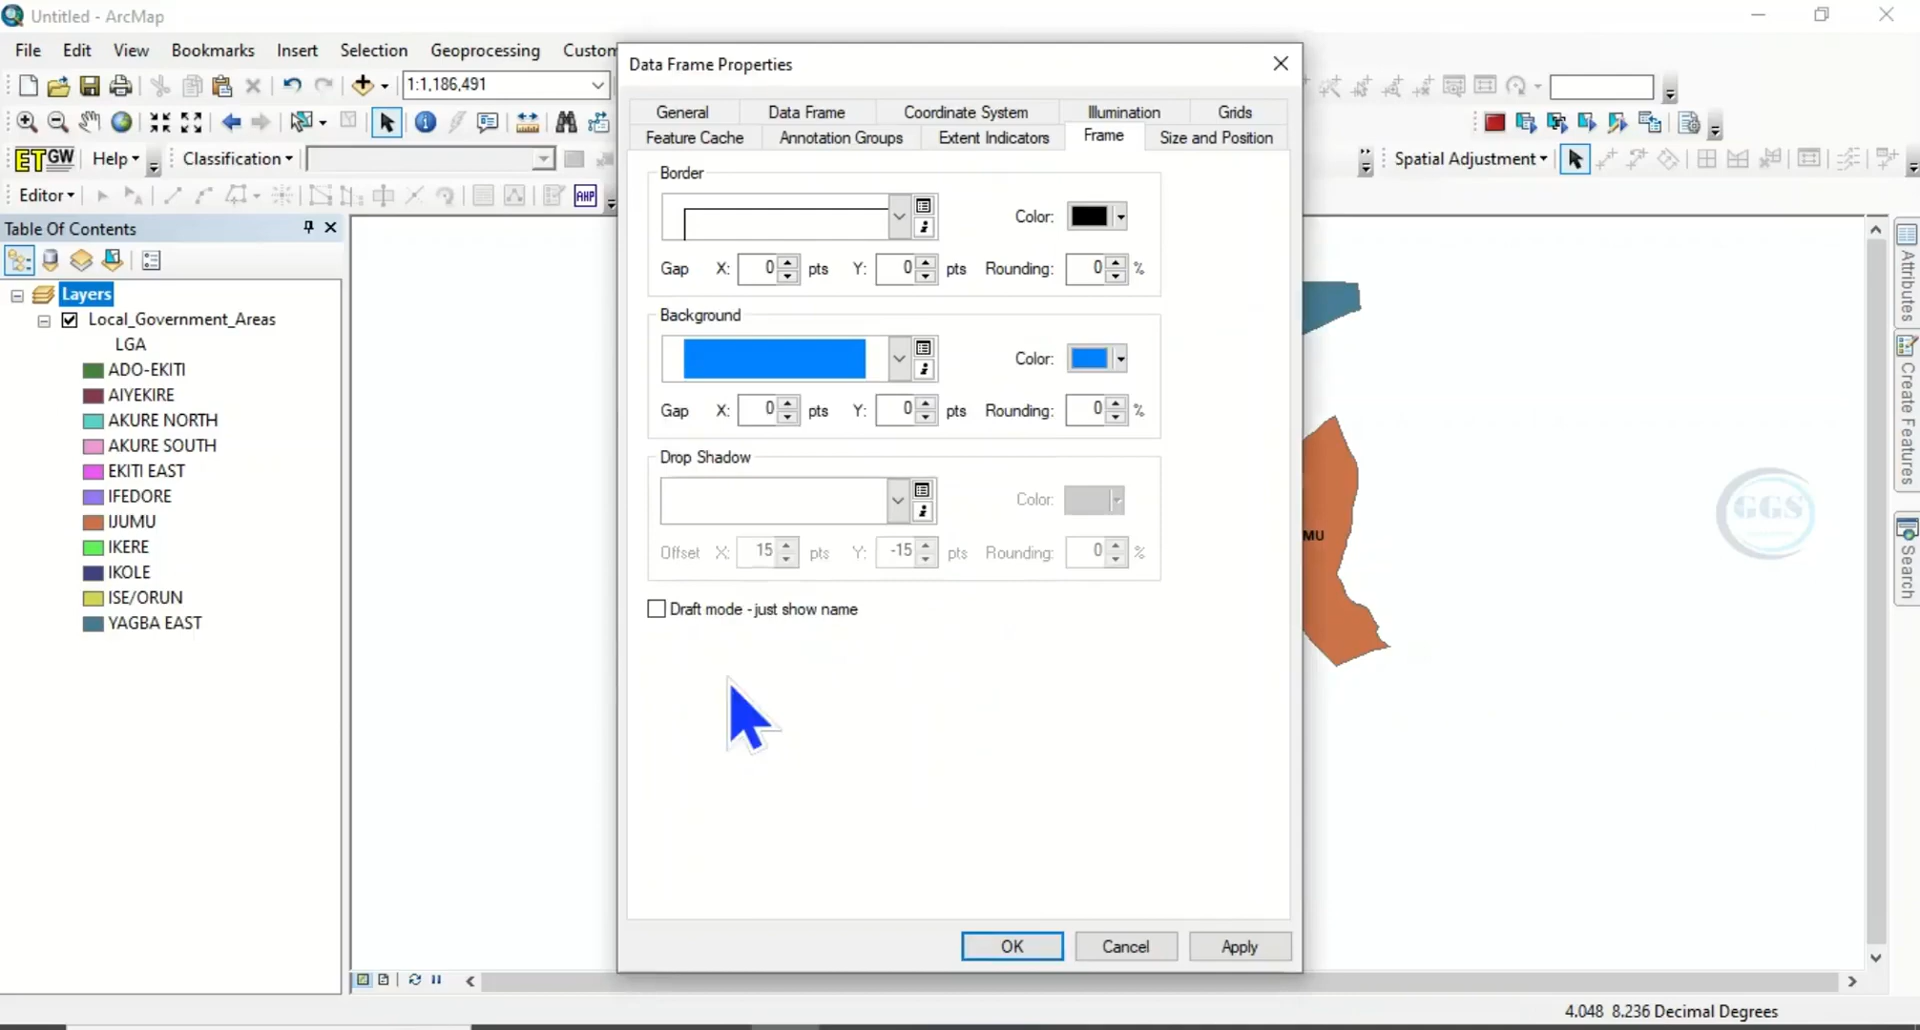 Untitled - ArcMap
File Edit View Bookmarks Insert Selection Geoprocessing Custom
1:1,186,491
ETGW Help Classification
Spatial Adjustment
Editor
AHP
Table Of Contents
Layers
Local_Government_Areas
LGA
ADO-EKITI
AIYEKIRE
AKURE NORTH
AKURE SOUTH
EKITI EAST
IFEDORE
IJUMU
IKERE
IKOLE
ISE/ORUN
YAGBA EAST
Data Frame Properties
General Data Frame Coordinate System Illumination Grids
Feature Cache Annotation Groups Extent Indicators Frame Size and Position
Border
Color:
Gap X: 0 pts Y: 0 pts Rounding: 0 %
Background
Color:
Gap X: 0 pts Y: 0 pts Rounding: 0 %
Drop Shadow
Color:
Offset X: 15 pts Y: -15 pts Rounding: 0 %
Draft mode - just show name
OK Cancel Apply
MU
GGS
Attributes
Create Features
Search
4.048 8.236 Decimal Degrees